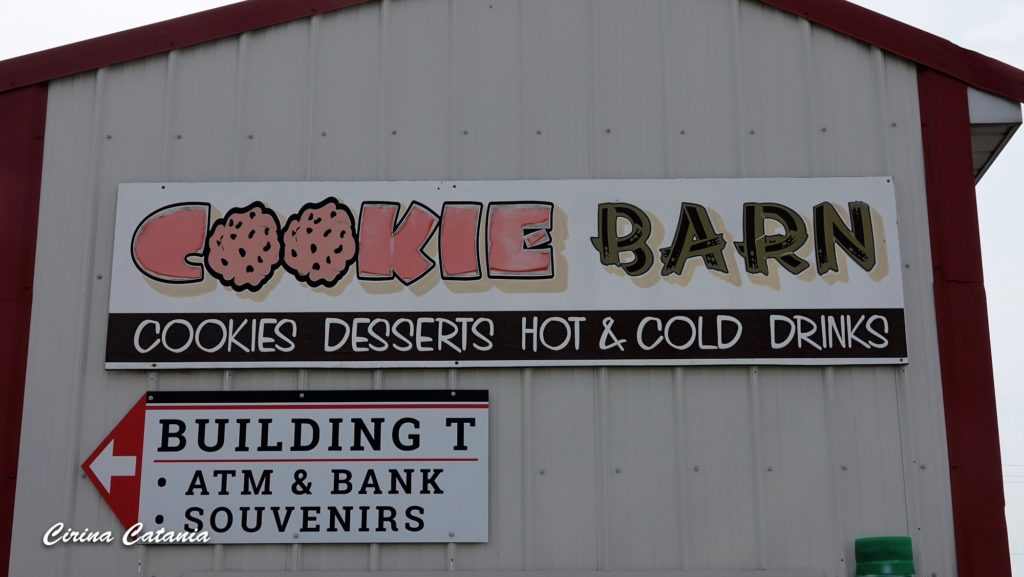 COOKIE BARN
COOKIES DESSERTS HOT & COLD DRINKS
BUILDING T
• ATM & BANK
• SOUVENIRS
Cirina Catania